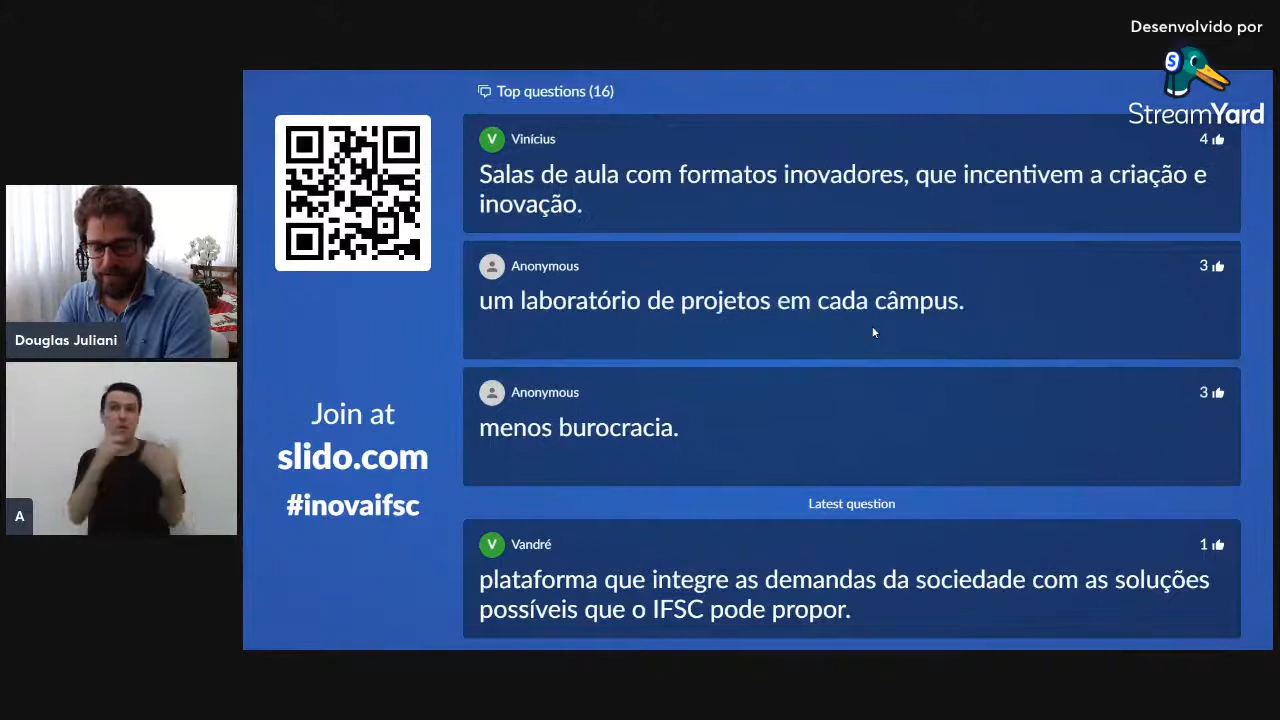 Desenvolvido por
StreamYard
Top questions (16)
V Vinícius 4
Salas de aula com formatos inovadores, que incentivem a criação e
inovação.
Anonymous 3
um laboratório de projetos em cada câmpus.
Anonymous 3
menos burocracia.
Latest question
V Vandré 1
plataforma que integre as demandas da sociedade com as soluções
possíveis que o IFSC pode propor.
Join at
slido.com
#inovaifsc
Douglas Juliani
A